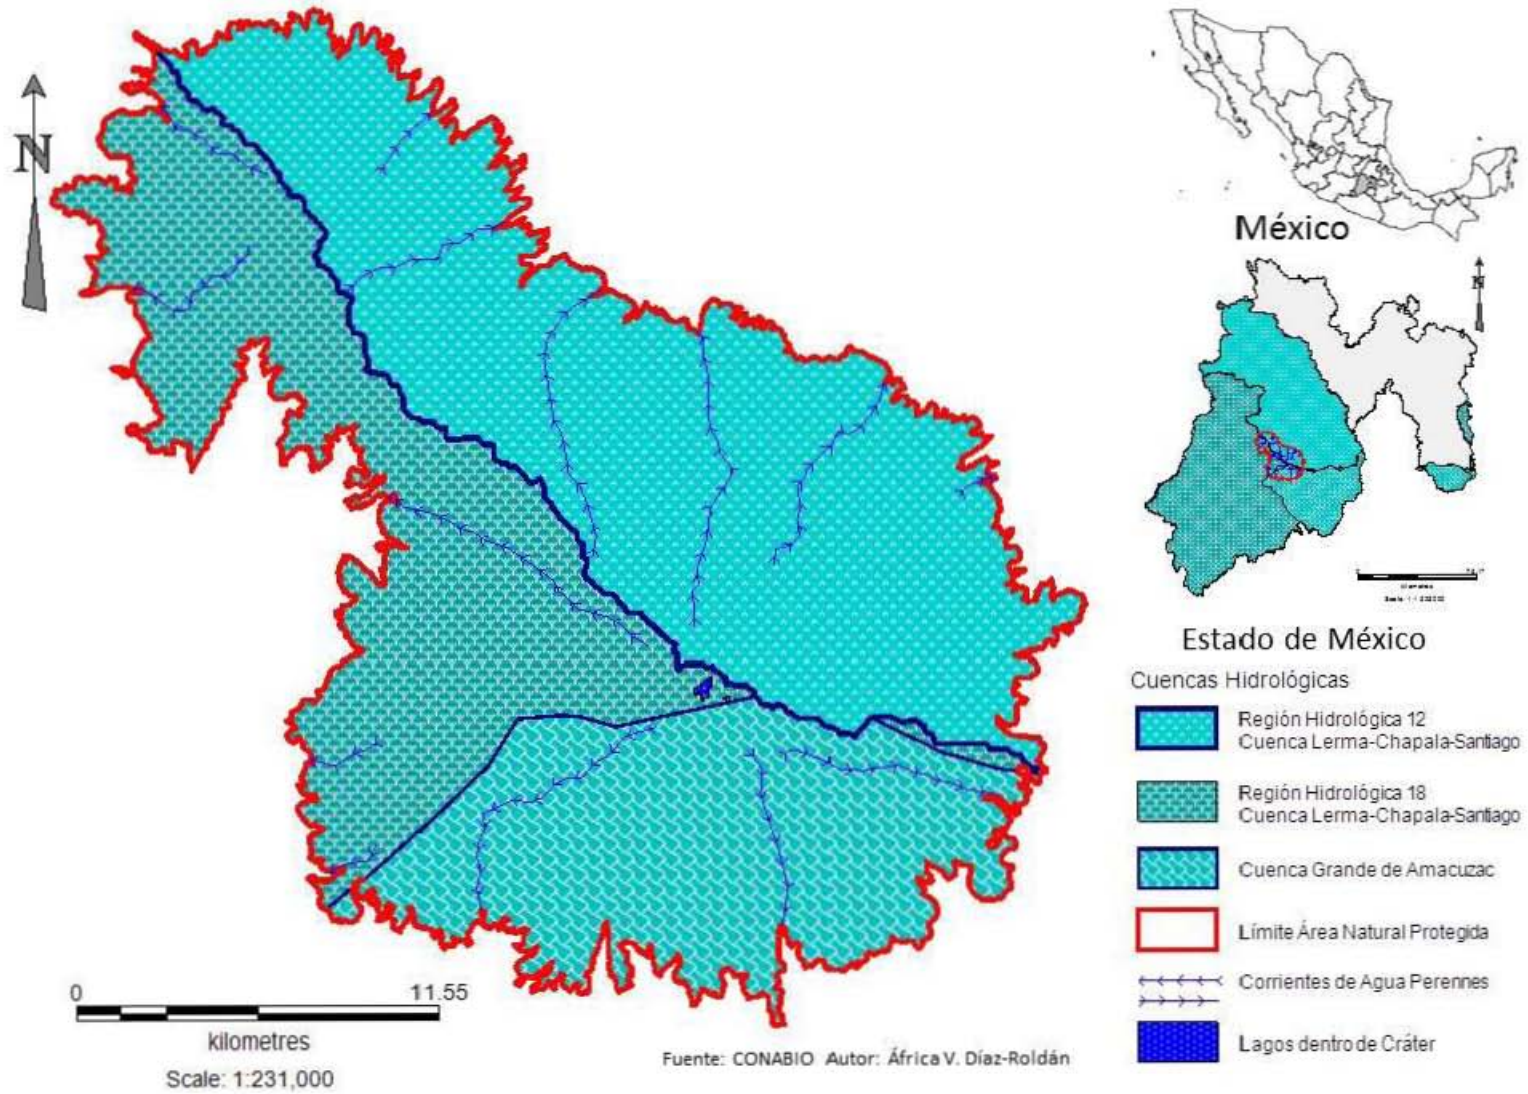 N
México
N
Estado de México
Cuencas Hidrológicas
Región Hidrológica 12
Cuenca Lerma-Chapala-Santiago
Región Hidrológica 18
Cuenca Lerma-Chapala-Santiago
Cuenca Grande de Amacuzac
Límite Área Natural Protegida
Corrientes de Agua Perennes
Lagos dentro de Cráter
0 11.55
kilometres
Scale: 1:231,000
Fuente: CONABIO Autor: África V. Díaz-Roldán